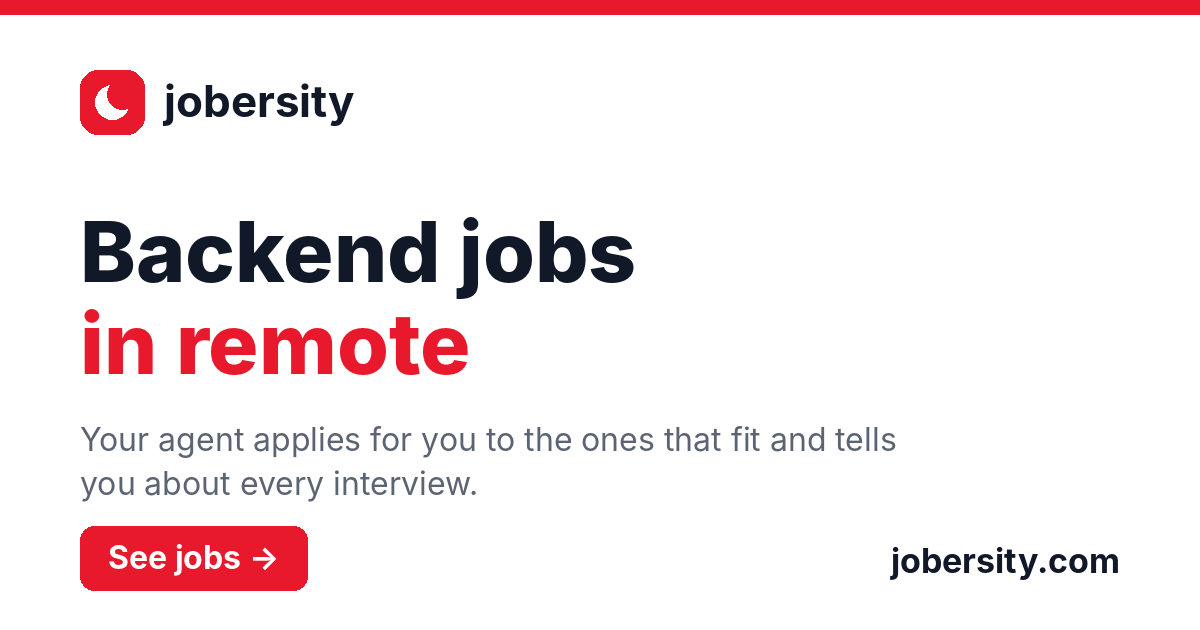 jobersity
Backend jobs
in remote
Your agent applies for you to the ones that fit and tells
you about every interview.
See jobs →
jobersity.com